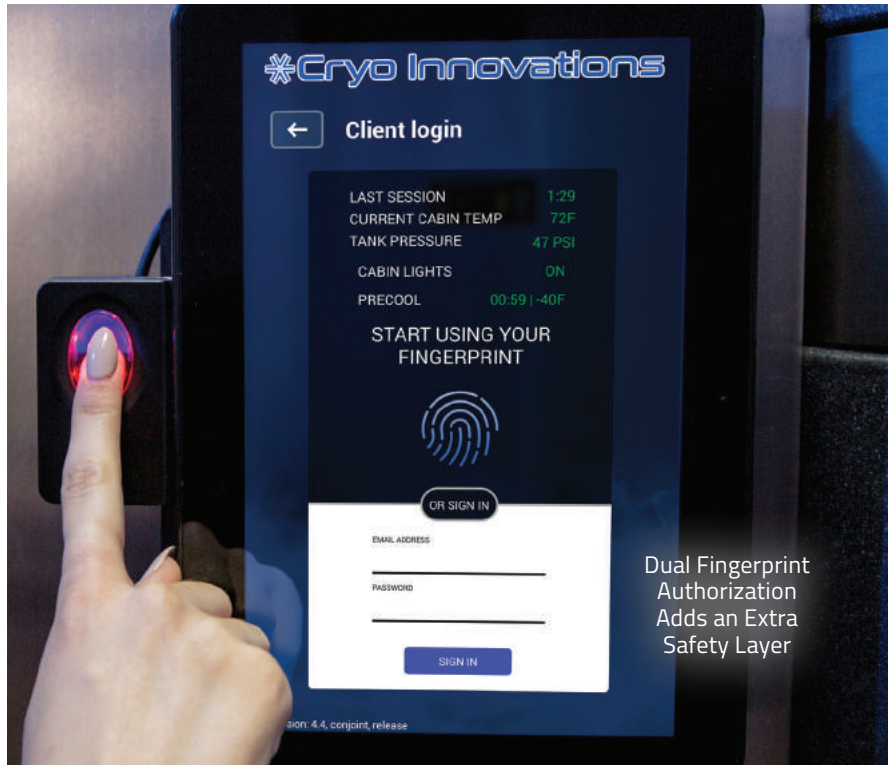 Cryo Innovations
←
Client login
LAST SESSION 1:29
CURRENT CABIN TEMP 72F
TANK PRESSURE 47 PSI
CABIN LIGHTS ON
PRECOOL 00:59 | -40F
START USING YOUR
FINGERPRINT
OR SIGN IN
EMAIL ADDRESS
PASSWORD
SIGN IN
Dual Fingerprint
Authorization
Adds an Extra
Safety Layer
4.4, conjoint, release